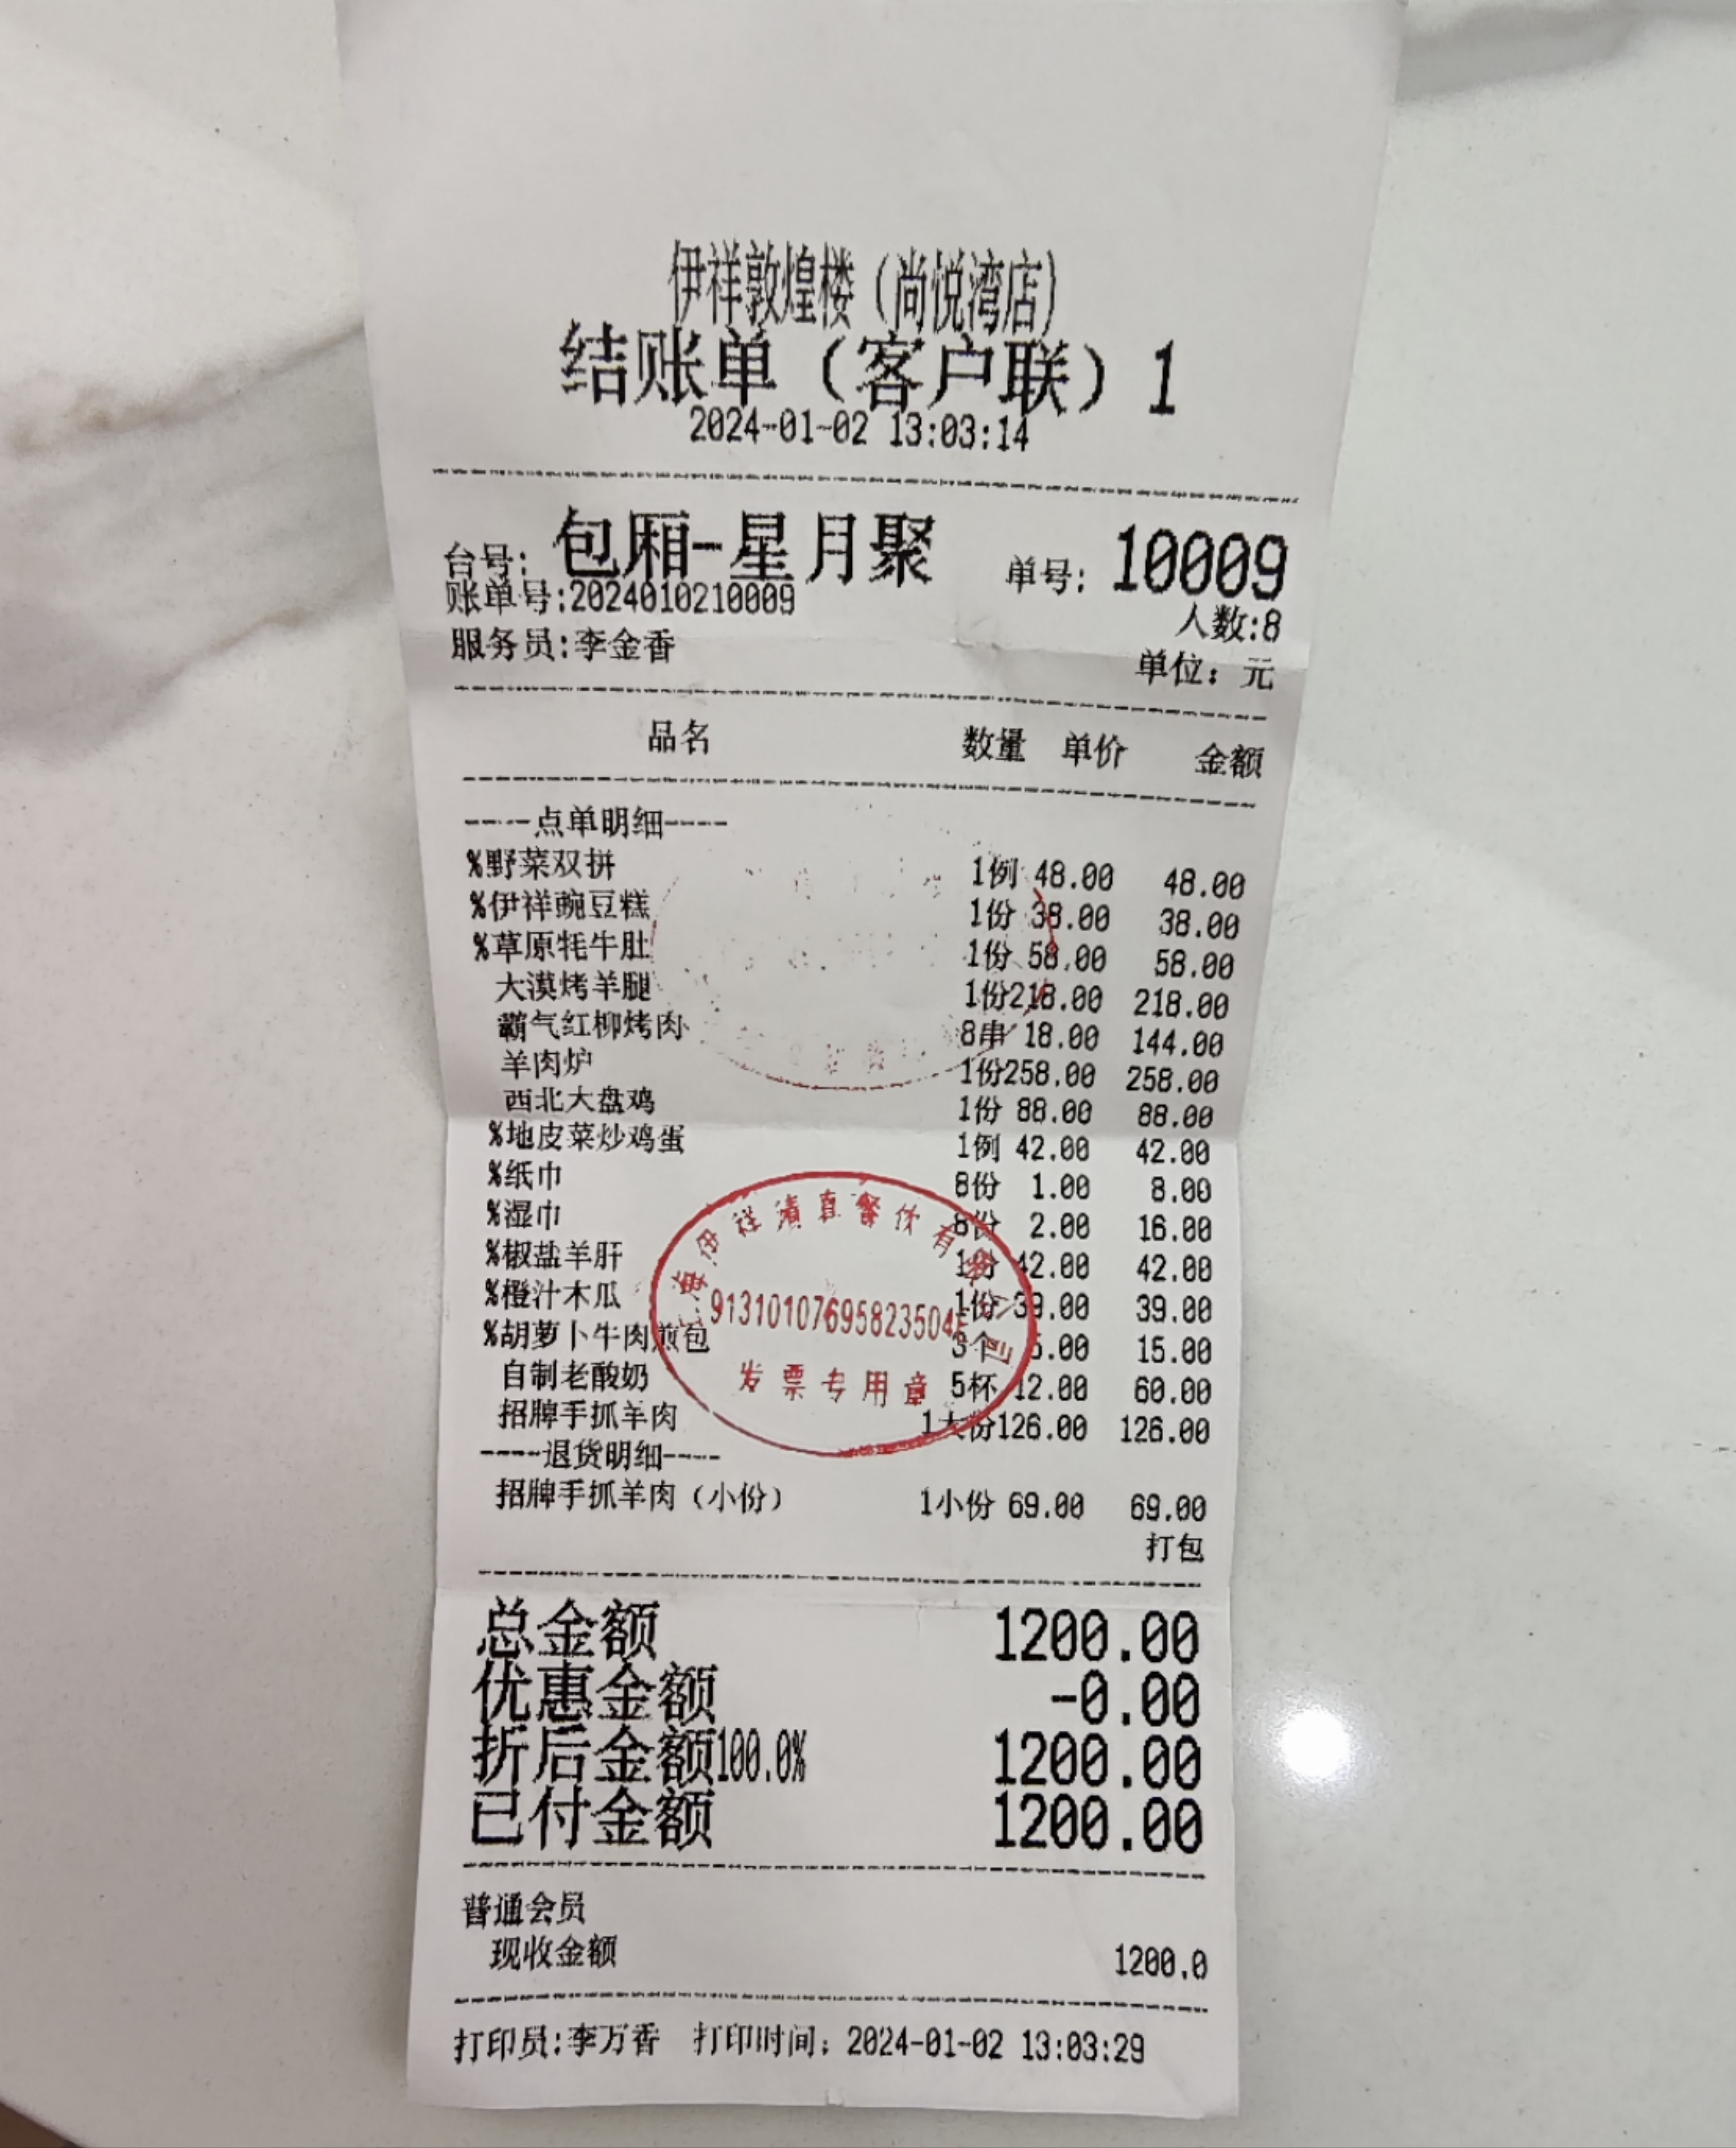 伊祥敦煌楼（尚悦湾店）
结账单（客户联）1
2024-01-02 13:03:14
台号: 包厢-星月聚 单号: 10009
账单号:2024010210009
人数:8
服务员:李金香
单位: 元
品名 数量 单价 金额
----点单明细----
%野菜双拼 1例 48.00 48.00
%伊祥豌豆糕 1份 38.00 38.00
%草原牦牛肚 1份 58.00 58.00
大漠烤羊腿 1份218.00 218.00
霸气红柳烤肉 8串 18.00 144.00
羊肉炉 1份258.00 258.00
西北大盘鸡 1份 88.00 88.00
%地皮菜炒鸡蛋 1例 42.00 42.00
%纸巾 8份 1.00 8.00
%湿巾 8份 2.00 16.00
%椒盐羊肝 1份 42.00 42.00
%橙汁木瓜 1份 39.00 39.00
%胡萝卜牛肉煎包 3个 5.00 15.00
自制老酸奶 5杯 12.00 60.00
招牌手抓羊肉 1大份126.00 126.00
----退货明细----
招牌手抓羊肉（小份） 1小份 69.00 69.00
打包
总金额 1200.00
优惠金额 -0.00
折后金额100.0% 1200.00
已付金额 1200.00
普通会员
现收金额 1200.0
打印员:李万香 打印时间: 2024-01-02 13:03:29
上海伊祥清真餐饮有限公司
91310107695823504
发票专用章